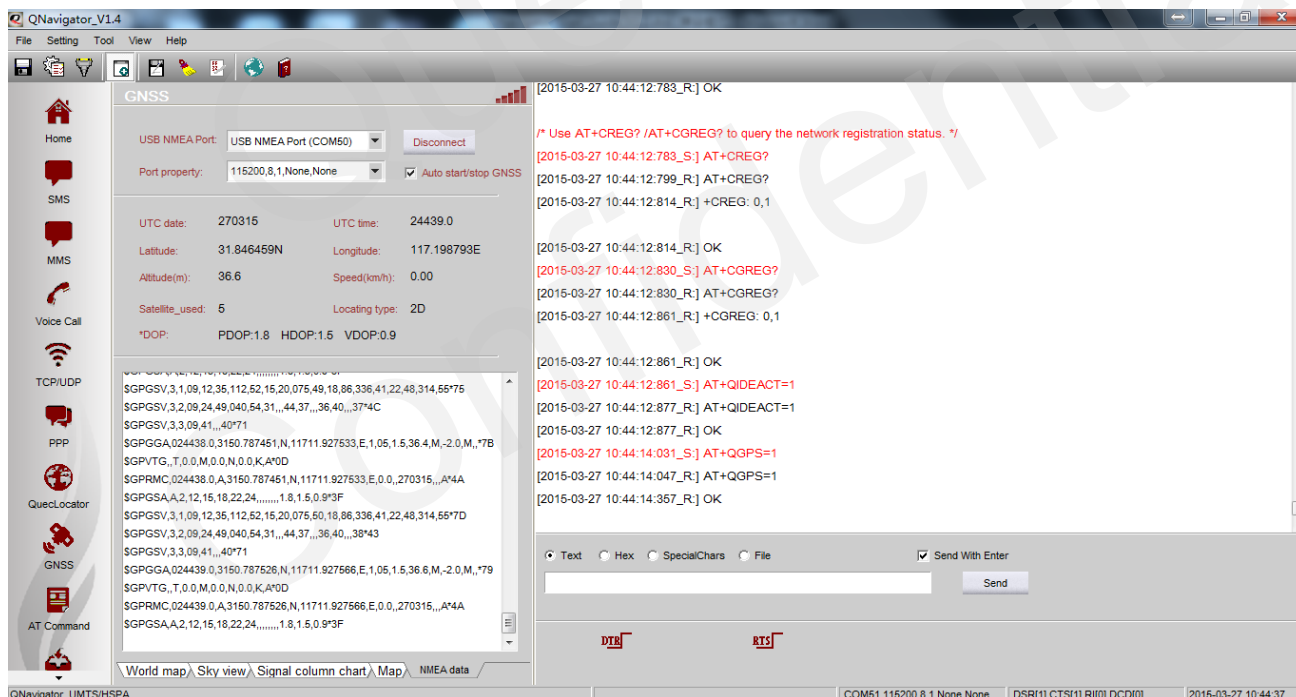 QNavigator_V1.4
File Setting Tool View Help
Home
SMS
MMS
Voice Call
TCP/UDP
PPP
QuecLocator
GNSS
AT Command
GNSS
USB NMEA Port: USB NMEA Port (COM50) Disconnect
Port property: 115200,8,1,None,None Auto start/stop GNSS
UTC date: 270315 UTC time: 24439.0
Latitude: 31.846459N Longitude: 117.198793E
Altitude(m): 36.6 Speed(km/h): 0.00
Satellite_used: 5 Locating type: 2D
*DOP: PDOP:1.8 HDOP:1.5 VDOP:0.9
$GPGSV,3,1,09,12,35,112,52,15,20,075,49,18,86,336,41,22,48,314,55*75
$GPGSV,3,2,09,24,49,040,54,31,,,44,37,,,36,40,,,37*4C
$GPGSV,3,3,09,41,,,40*71
$GPGGA,024438.0,3150.787451,N,11711.927533,E,1,05,1.5,36.4,M,-2.0,M,,*7B
$GPVTG,,T,0.0,M,0.0,N,0.0,K,A*0D
$GPRMC,024438.0,A,3150.787451,N,11711.927533,E,0.0,,270315,,,A*4A
$GPGSA,A,2,12,15,18,22,24,,,,,,,,1.8,1.5,0.9*3F
$GPGSV,3,1,09,12,35,112,52,15,20,075,50,18,86,336,41,22,48,314,55*7D
$GPGSV,3,2,09,24,49,040,54,31,,,44,37,,,36,40,,,38*43
$GPGSV,3,3,09,41,,,40*71
$GPGGA,024439.0,3150.787526,N,11711.927566,E,1,05,1.5,36.6,M,-2.0,M,,*79
$GPVTG,,T,0.0,M,0.0,N,0.0,K,A*0D
$GPRMC,024439.0,A,3150.787526,N,11711.927566,E,0.0,,270315,,,A*4A
$GPGSA,A,2,12,15,18,22,24,,,,,,,,1.8,1.5,0.9*3F
World map Sky view Signal column chart Map NMEA data
[2015-03-27 10:44:12:783_R:] OK
/* Use AT+CREG? /AT+CGREG? to query the network registration status. */
[2015-03-27 10:44:12:783_S:] AT+CREG?
[2015-03-27 10:44:12:799_R:] AT+CREG?
[2015-03-27 10:44:12:814_R:] +CREG: 0,1
[2015-03-27 10:44:12:814_R:] OK
[2015-03-27 10:44:12:830_S:] AT+CGREG?
[2015-03-27 10:44:12:830_R:] AT+CGREG?
[2015-03-27 10:44:12:861_R:] +CGREG: 0,1
[2015-03-27 10:44:12:861_R:] OK
[2015-03-27 10:44:12:861_S:] AT+QIDEACT=1
[2015-03-27 10:44:12:877_R:] AT+QIDEACT=1
[2015-03-27 10:44:12:877_R:] OK
[2015-03-27 10:44:14:031_S:] AT+QGPS=1
[2015-03-27 10:44:14:047_R:] AT+QGPS=1
[2015-03-27 10:44:14:357_R:] OK
Text Hex SpecialChars File Send With Enter
Send
DTR RTS
QNavigator_UMTS/HSPA COM51,115200,8,1,None,None DSR[1] CTS[1] RI[0] DCD[0] 2015-03-27 10:44:37
Confidential